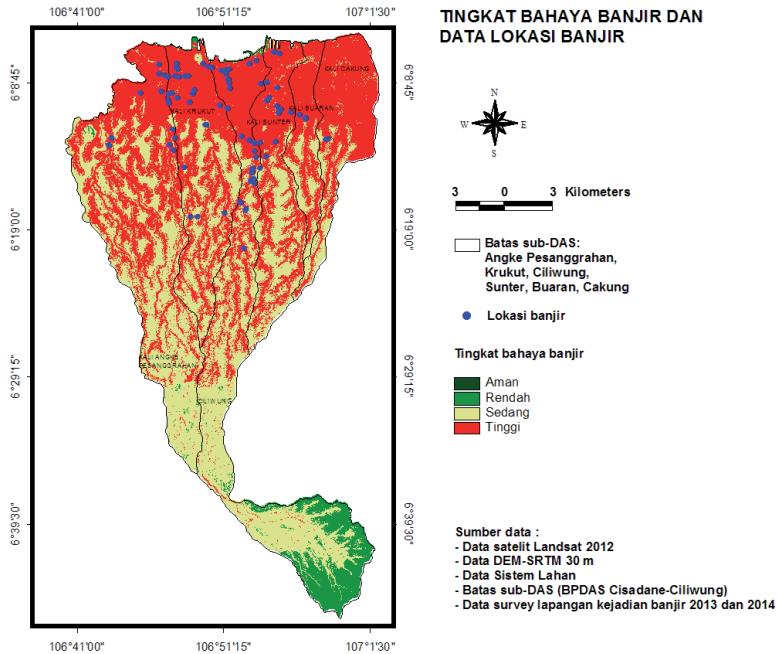 TINGKAT BAHAYA BANJIR DAN
DATA LOKASI BANJIR
106°41'00" 106°51'15" 107°1'30"
6°8'45"
6°19'00"
6°29'15"
6°39'30"
6°8'45"
6°19'00"
6°29'15"
6°39'30"
KALI CAKUNG
KALI KRUKUT
KALI BUARAN
KALI SUNTER
KALI ANGKE
PESANGGRAHAN
CILIWUNG
106°41'00" 106°51'15" 107°1'30"
N
W E
S
3 0 3 Kilometers
Batas sub-DAS:
Angke Pesanggrahan,
Krukut, Ciliwung,
Sunter, Buaran, Cakung
Lokasi banjir
Tingkat bahaya banjir
Aman
Rendah
Sedang
Tinggi
Sumber data :
- Data satelit Landsat 2012
- Data DEM-SRTM 30 m
- Data Sistem Lahan
- Batas sub-DAS (BPDAS Cisadane-Ciliwung)
- Data survey lapangan kejadian banjir 2013 dan 2014